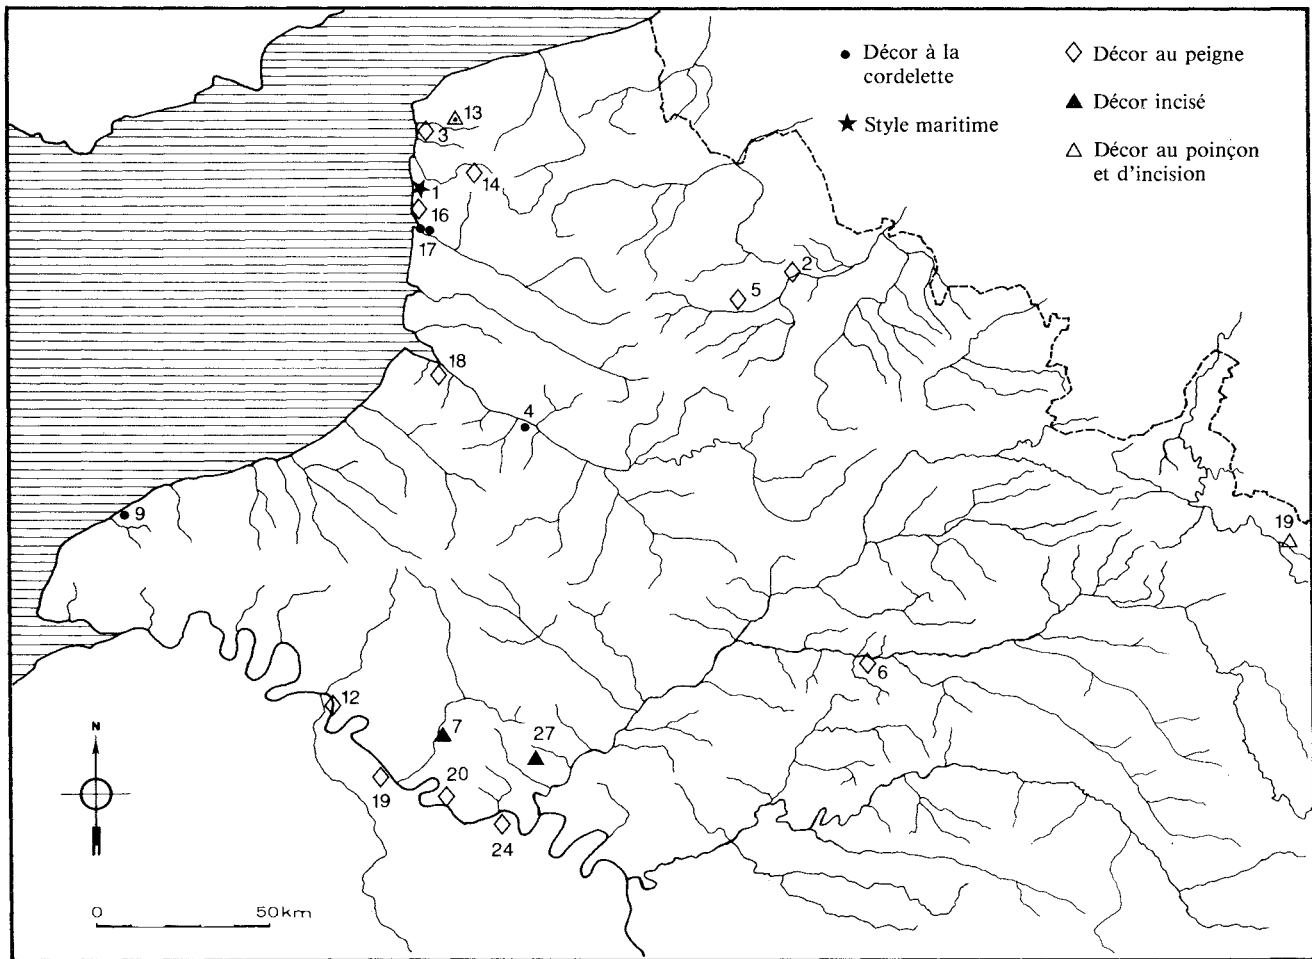 Décor à la
cordelette
Style maritime
Décor au peigne
Décor incisé
Décor au poinçon
et d'incision
13
3
14
1
16
17
2
5
18
4
9
19
6
12
7
27
20
19
24
N
0 50km